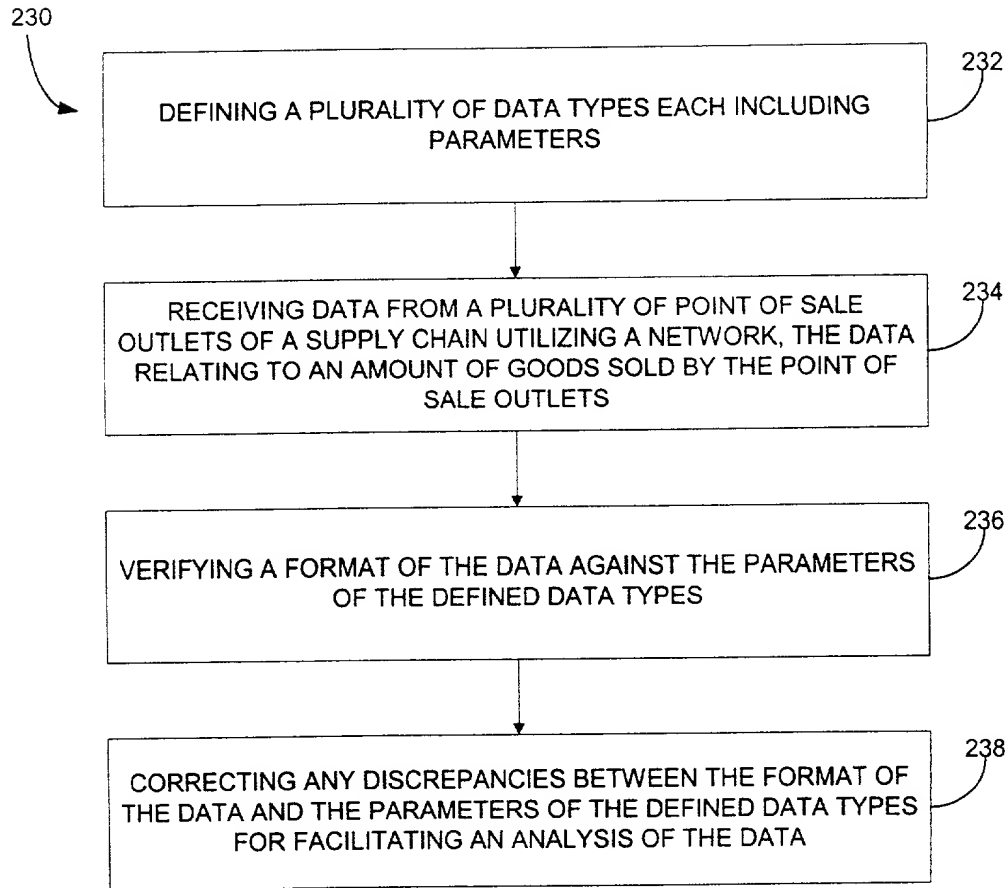 230
232
DEFINING A PLURALITY OF DATA TYPES EACH INCLUDING
PARAMETERS
234
RECEIVING DATA FROM A PLURALITY OF POINT OF SALE
OUTLETS OF A SUPPLY CHAIN UTILIZING A NETWORK, THE DATA
RELATING TO AN AMOUNT OF GOODS SOLD BY THE POINT OF
SALE OUTLETS
236
VERIFYING A FORMAT OF THE DATA AGAINST THE PARAMETERS
OF THE DEFINED DATA TYPES
238
CORRECTING ANY DISCREPANCIES BETWEEN THE FORMAT OF
THE DATA AND THE PARAMETERS OF THE DEFINED DATA TYPES
FOR FACILITATING AN ANALYSIS OF THE DATA